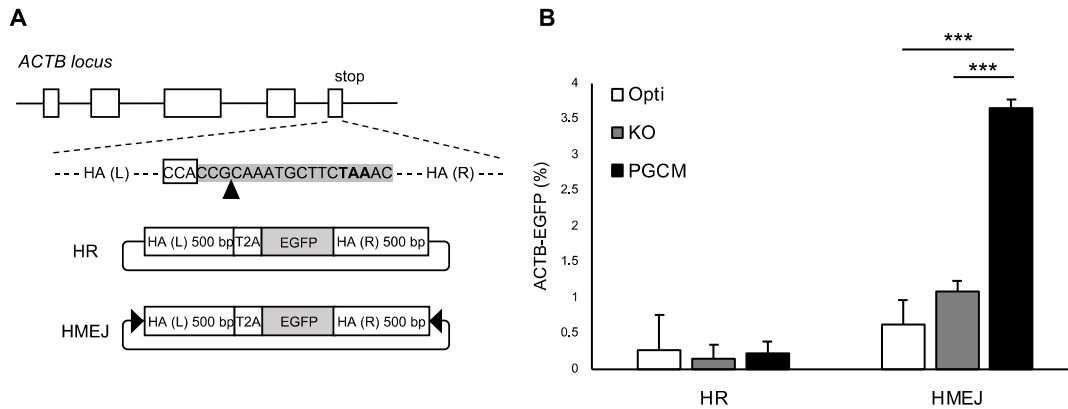 A
ACTB locus
stop
HA (L)
CCACCGCAAATGCTTCTAAAC
HA (R)
HR
HA (L) 500 bp T2A EGFP HA (R) 500 bp
HMEJ
HA (L) 500 bp T2A EGFP HA (R) 500 bp
B
***
***
ACTB-EGFP (%)
4
3.5
3
2.5
2
1.5
1
0.5
0
Opti
KO
PGCM
HR
HMEJ